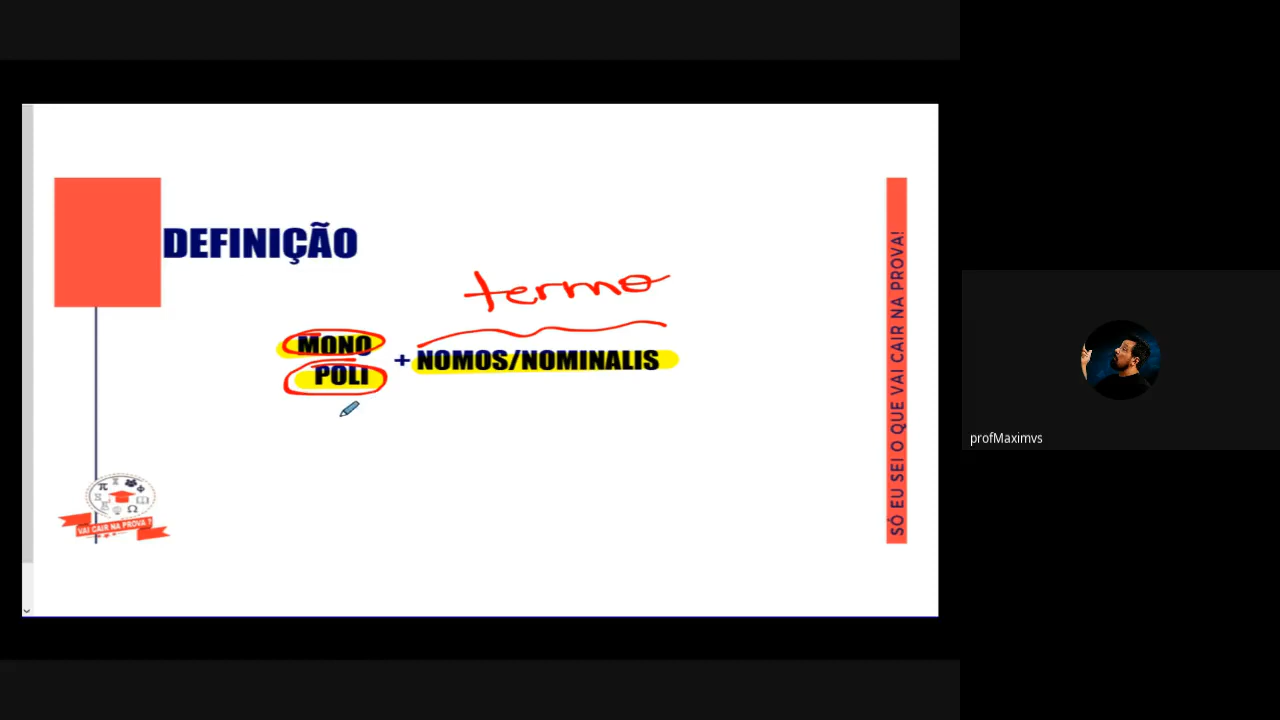 DEFINIÇÃO
termo
MONO
+ NOMOS/NOMINALIS
POLI
SÓ EU SEI O QUE VAI CAIR NA PROVA!
VAI CAIR NA PROVA ?
profMaximvs